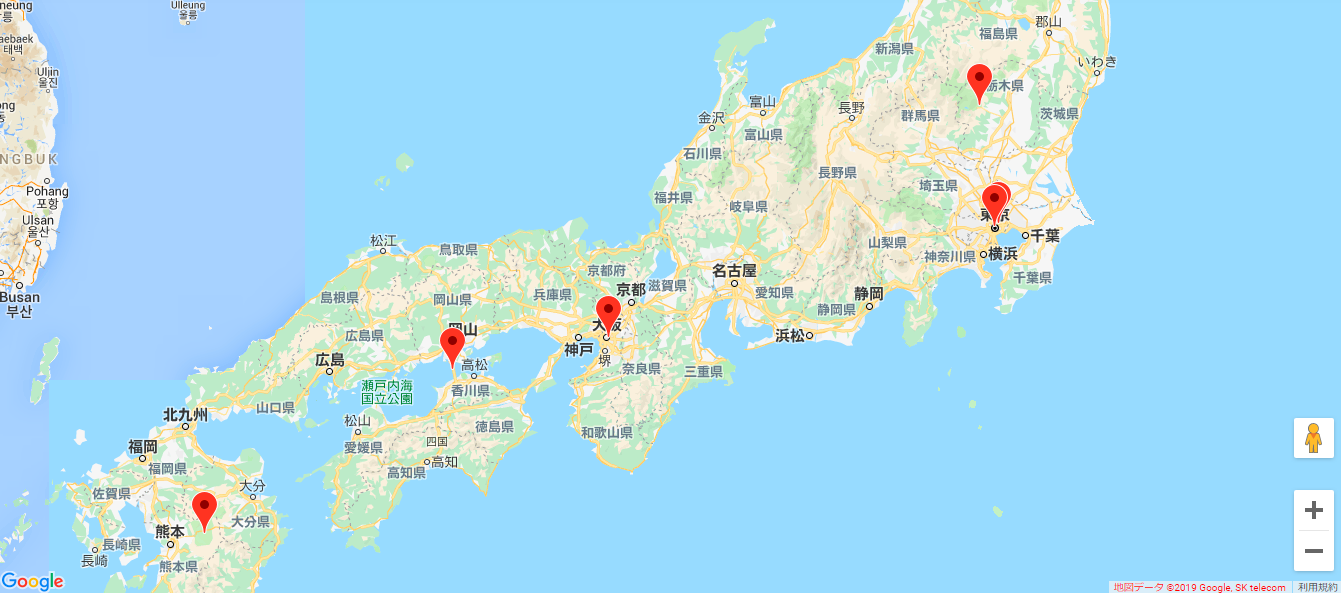 Ulleung
울릉
郡山
福島県
新潟県
태백
いわき
Uljin
울진
栃木県
富山
長野
群馬県
茨城県
金沢
富山県
石川県
NGBUK
長野県
埼玉県
Pohang
포항
福井県
岐阜県
Ulsan
울산
東京
千葉
松江
鳥取県
山梨県
横浜
神奈川県
京都府
名古屋
千葉県
滋賀県
京都
愛知県
静岡
Busan
부산
島根県
岡山県
兵庫県
静岡県
大阪
岡山
広島県
浜松
神戸
広島
堺
高松
奈良県
三重県
瀬戸内海
国立公園
香川県
山口県
北九州
松山
徳島県
和歌山県
四国
福岡
愛媛県
高知
福岡県
高知県
大分
佐賀県
大分県
熊本
長崎県
長崎
熊本県
Google
地図データ ©2019 Google, SK telecom
利用規約